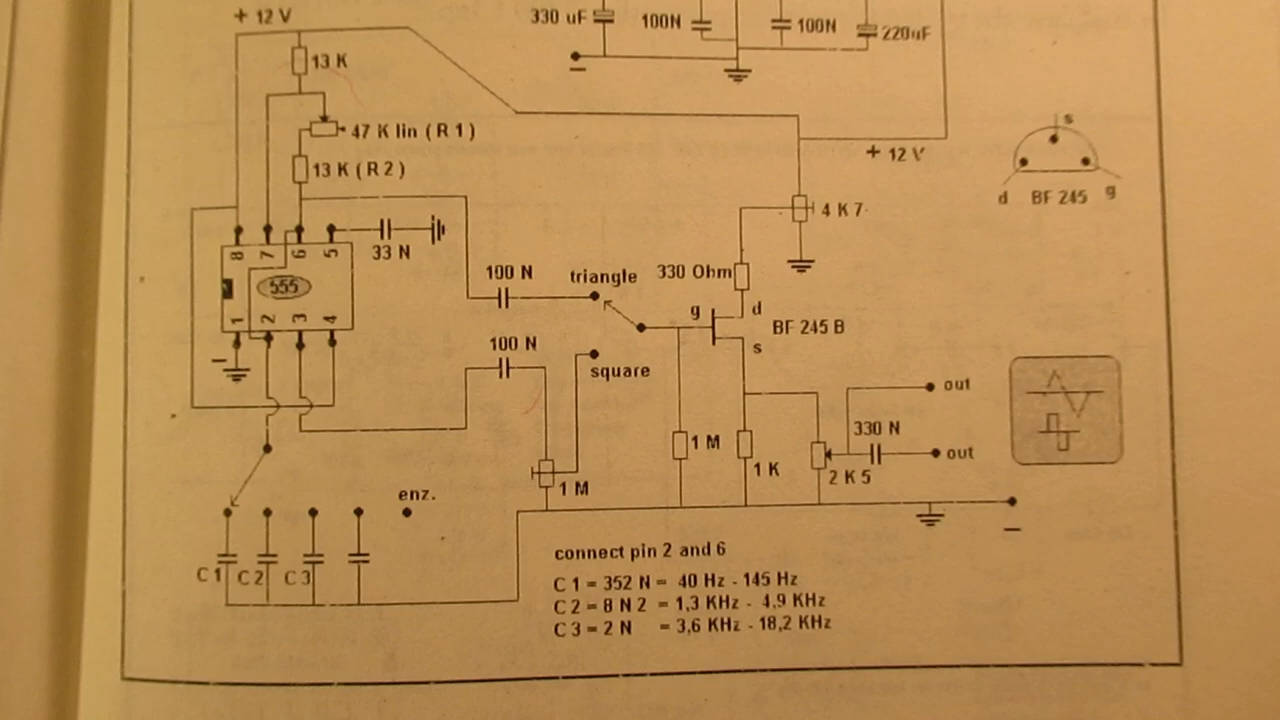 + 12 V
330 uF
100N
100N
220uF
13 K
47 K lin ( R 1 )
13 K ( R 2 )
+ 12 V
s
d BF 245 g
4 K 7
8 7 6 5
33 N
555
1 2 3 4
100 N
triangle
330 Ohm
g
d
s
BF 245 B
100 N
square
out
330 N
out
1 M
1 K
2 K 5
1 M
enz.
C 1
C 2
C 3
connect pin 2 and 6
C 1 = 352 N = 40 Hz - 145 Hz
C 2 = 8 N 2 = 1,3 KHz - 4,9 KHz
C 3 = 2 N = 3,6 KHz - 18,2 KHz